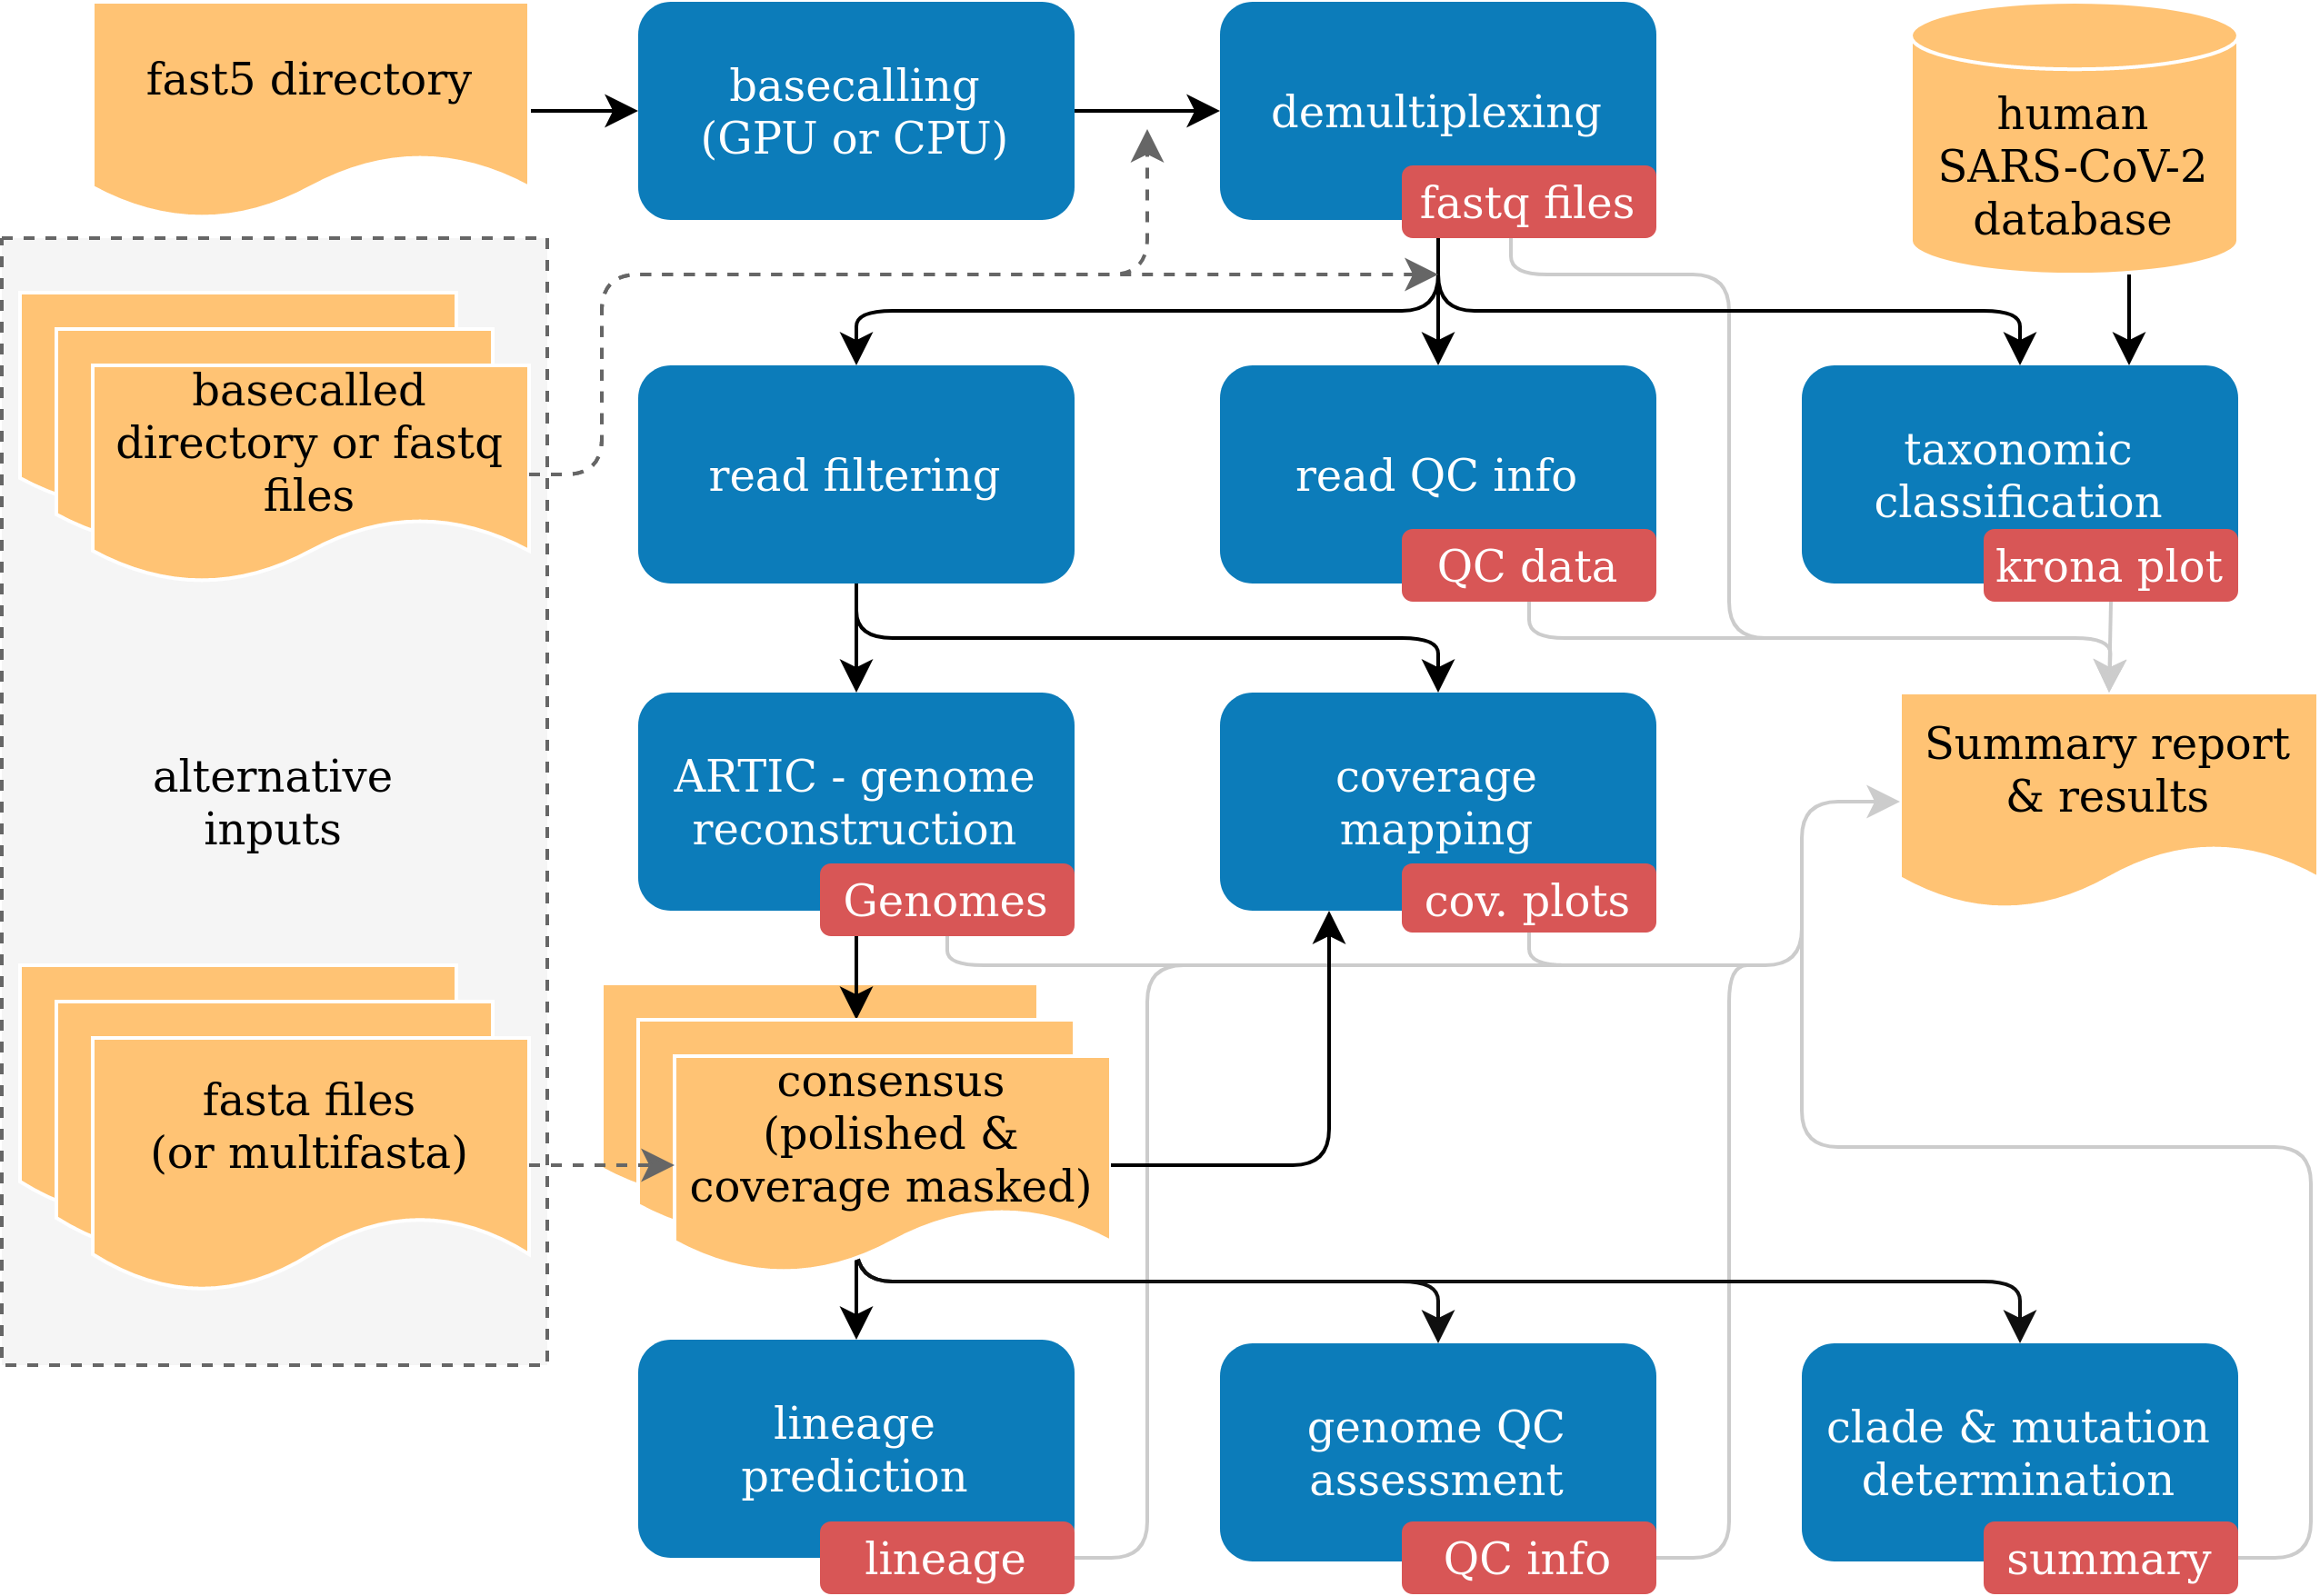 fast5 directory
basecalling
(GPU or CPU)
demultiplexing
fastq files
human
SARS-CoV-2
database
basecalled
directory or fastq
files
read filtering
read QC info
QC data
taxonomic
classification
krona plot
alternative
inputs
ARTIC - genome
reconstruction
Genomes
coverage
mapping
cov. plots
Summary report
& results
fasta files
(or multifasta)
consensus
(polished &
coverage masked)
lineage
prediction
lineage
genome QC
assessment
QC info
clade & mutation
determination
summary